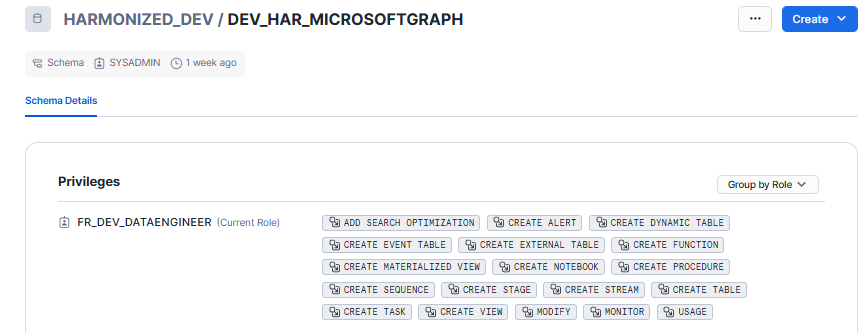 HARMONIZED_DEV / DEV_HAR_MICROSOFTGRAPH
... Create
Schema SYSADMIN 1 week ago
Schema Details
Privileges Group by Role
FR_DEV_DATAENGINEER (Current Role) ADD SEARCH OPTIMIZATION CREATE ALERT CREATE DYNAMIC TABLE
CREATE EVENT TABLE CREATE EXTERNAL TABLE CREATE FUNCTION
CREATE MATERIALIZED VIEW CREATE NOTEBOOK CREATE PROCEDURE
CREATE SEQUENCE CREATE STAGE CREATE STREAM CREATE TABLE
CREATE TASK CREATE VIEW MODIFY MONITOR USAGE